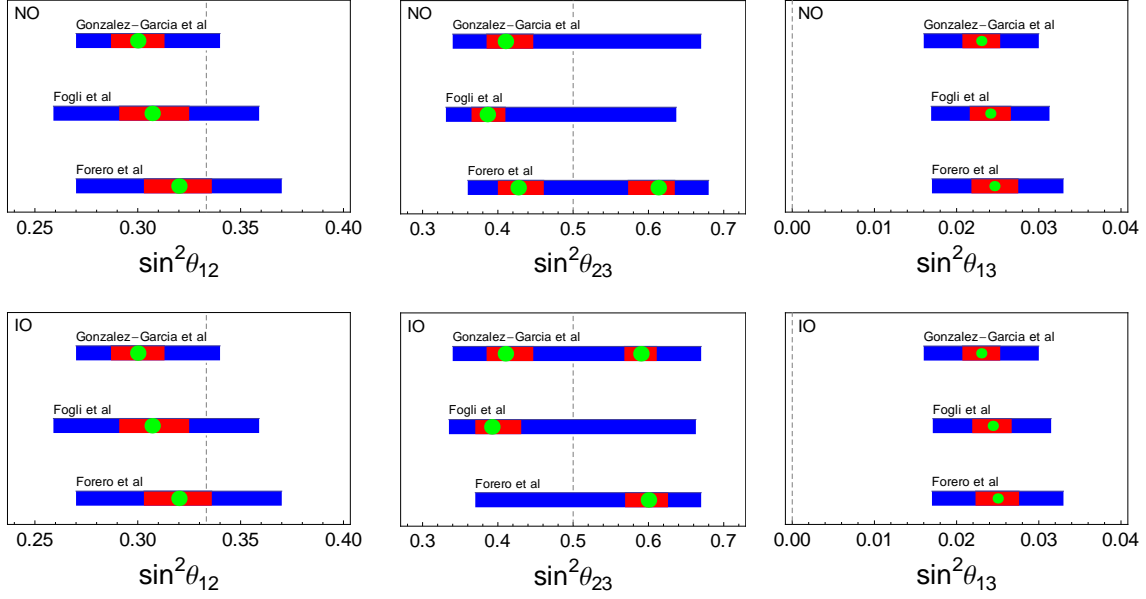 NO
Gonzalez−Garcia et al
Fogli et al
Forero et al
0.25 0.30 0.35 0.40
sin²θ₁₂
NO
Gonzalez−Garcia et al
Fogli et al
Forero et al
0.3 0.4 0.5 0.6 0.7
sin²θ₂₃
NO
Gonzalez−Garcia et al
Fogli et al
Forero et al
0.00 0.01 0.02 0.03 0.04
sin²θ₁₃
IO
Gonzalez−Garcia et al
Fogli et al
Forero et al
0.25 0.30 0.35 0.40
sin²θ₁₂
IO
Gonzalez−Garcia et al
Fogli et al
Forero et al
0.3 0.4 0.5 0.6 0.7
sin²θ₂₃
IO
Gonzalez−Garcia et al
Fogli et al
Forero et al
0.00 0.01 0.02 0.03 0.04
sin²θ₁₃